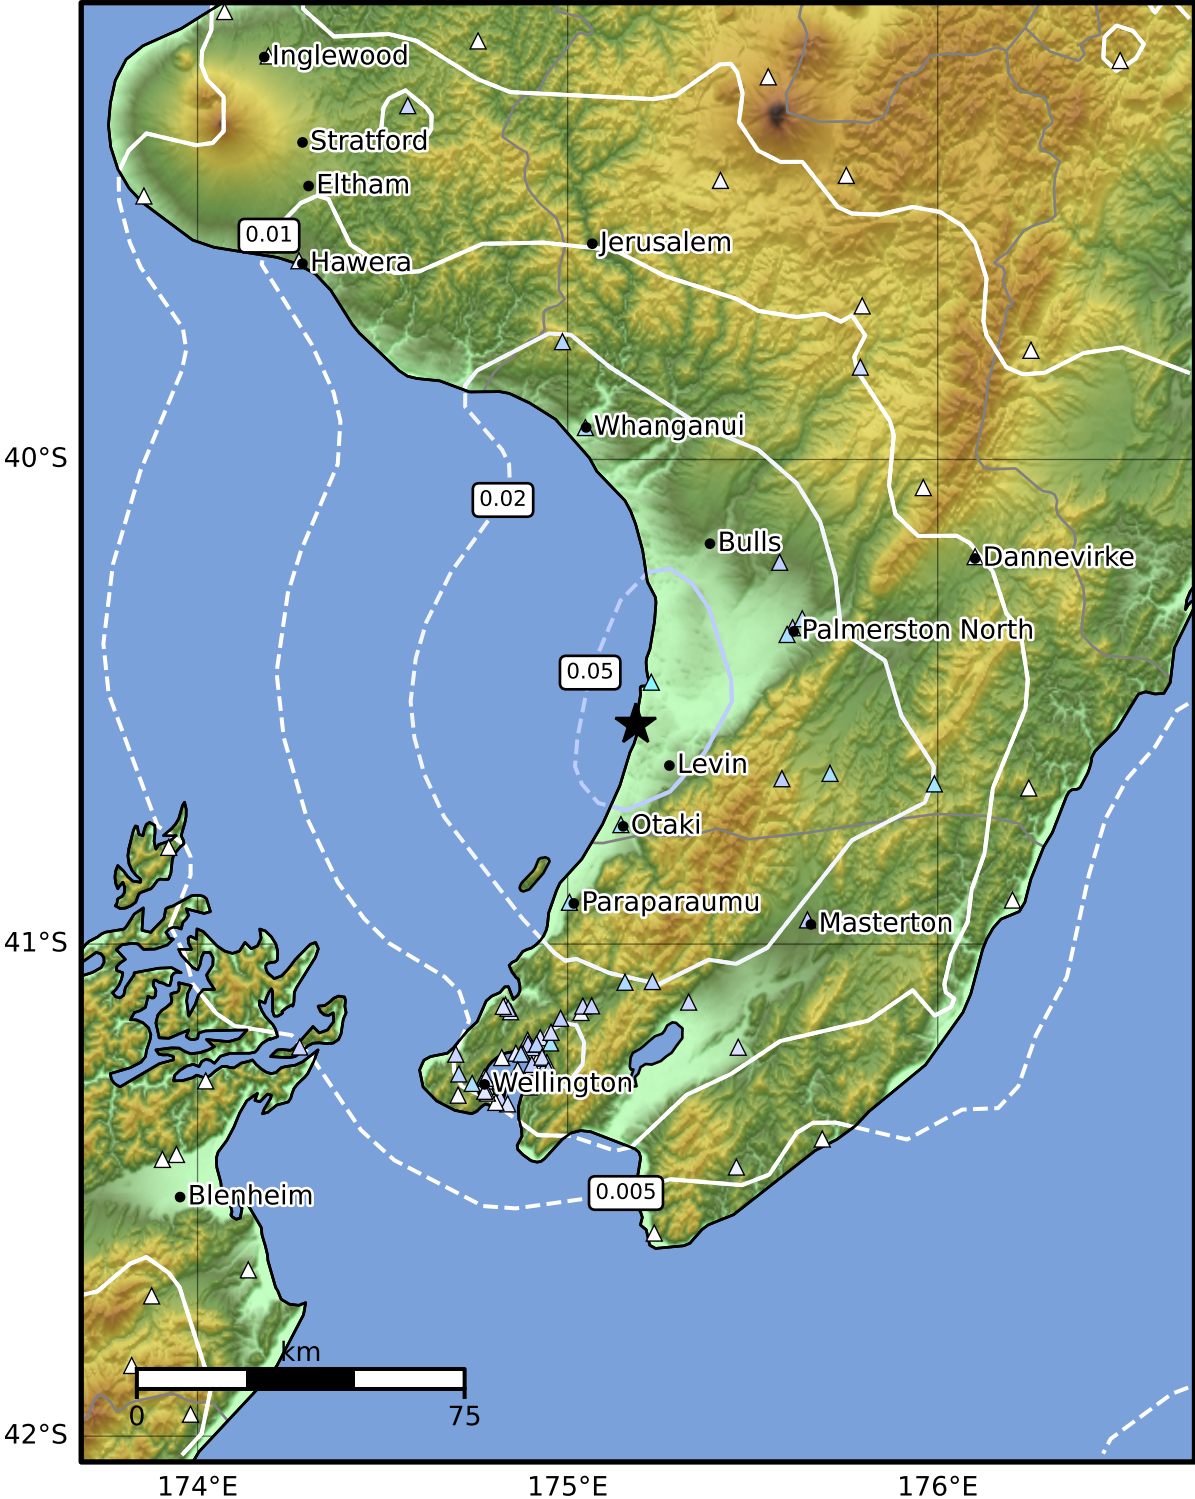 Inglewood
Stratford
Eltham
0.01
Jerusalem
Hawera
Whanganui
40°S
0.02
Bulls
Dannevirke
Palmerston North
0.05
Levin
Otaki
Paraparaumu
Masterton
41°S
Wellington
0.005
Blenheim
km
0 75
42°S
174°E 175°E 176°E